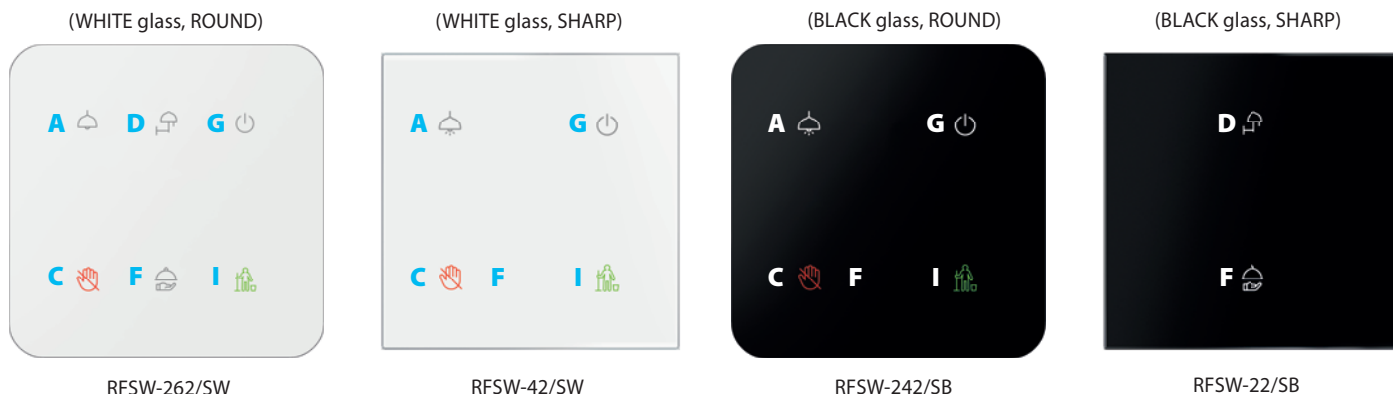 (WHITE glass, ROUND) (WHITE glass, SHARP) (BLACK glass, ROUND) (BLACK glass, SHARP)
A D G A G A G D
C F I C F I C F I F
RFSW-262/SW RFSW-42/SW RFSW-242/SB RFSW-22/SB